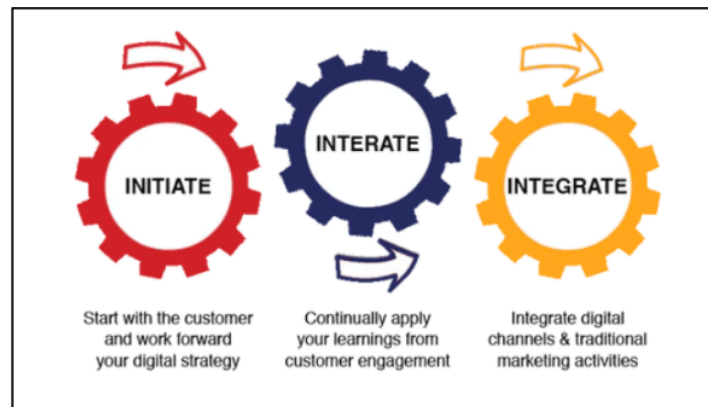 INITIATE
INTERATE
INTEGRATE
Start with the customer
and work forward
your digital strategy
Continually apply
your learnings from
customer engagement
Integrate digital
channels & traditional
marketing activities